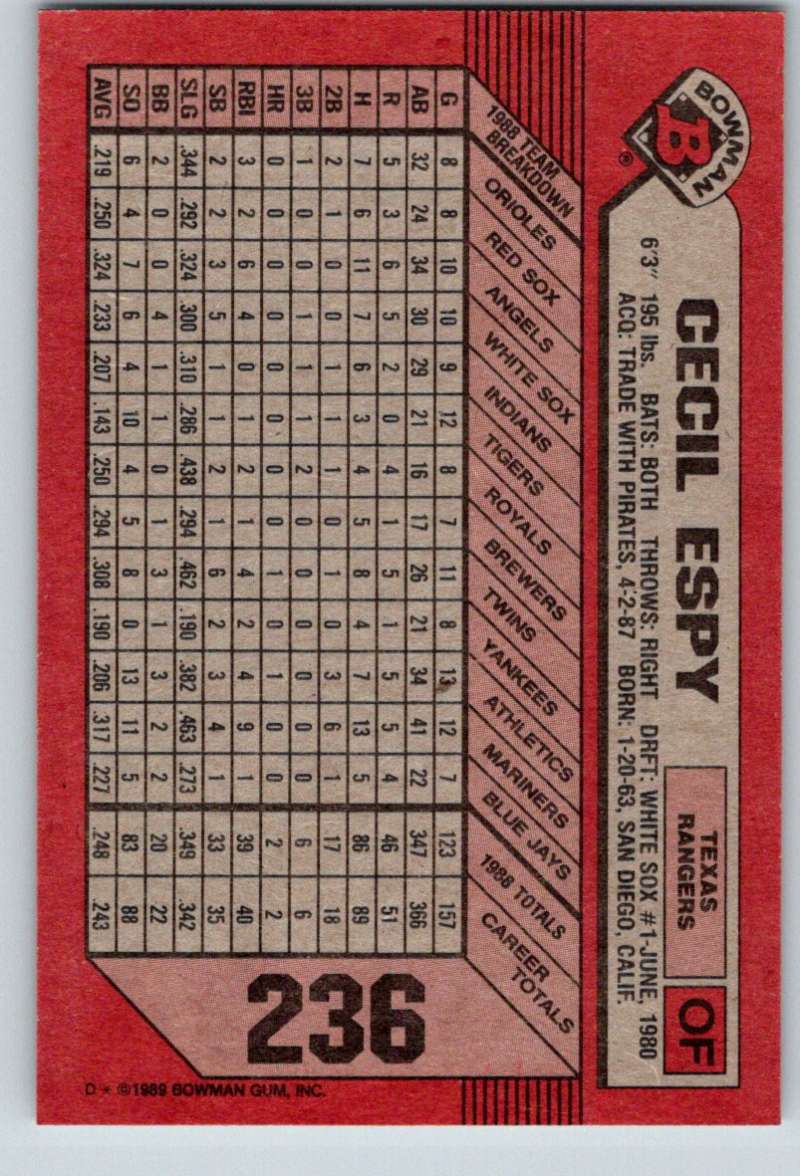 BOWMAN
B
®
CECIL ESPY
TEXAS
RANGERS
OF
6'3" 195 lbs. BATS: BOTH THROWS: RIGHT DRFT: WHITE SOX #1-JUNE, 1980
ACQ: TRADE WITH PIRATES, 4-2-87 BORN: 1-20-63, SAN DIEGO, CALIF.
1988 TEAM
BREAKDOWN
ORIOLES
RED SOX
ANGELS
WHITE SOX
INDIANS
TIGERS
ROYALS
BREWERS
TWINS
YANKEES
ATHLETICS
MARINERS
BLUE JAYS
1988 TOTALS
CAREER
TOTALS
G 8 8 10 10 9 12 8 7 11 8 13 12 7 123 157
AB 32 24 34 30 29 21 16 17 26 21 34 41 22 347 366
R 5 3 6 5 2 0 4 1 5 1 5 5 4 46 51
H 7 6 11 7 6 3 4 5 8 4 7 13 5 86 89
2B 2 1 0 0 1 1 1 0 1 0 3 6 1 17 18
3B 1 0 0 1 1 1 2 0 0 0 0 0 0 6 6
HR 0 0 0 0 0 0 0 0 0 0 1 0 0 2 2
RBI 3 2 6 4 0 1 2 1 4 2 4 9 1 39 40
SB 2 2 3 5 1 1 2 1 6 2 3 4 1 33 35
SLG .344 .292 .324 .300 .310 .286 .438 .294 .462 .190 .382 .463 .273 .349 .342
BB 2 0 0 4 1 1 0 1 3 1 3 2 2 20 22
SO 6 4 7 6 4 10 4 5 8 0 13 11 5 83 88
AVG .219 .250 .324 .233 .207 .143 .250 .294 .308 .190 .206 .317 .227 .248 .243
236
D * ©1989 BOWMAN GUM, INC.